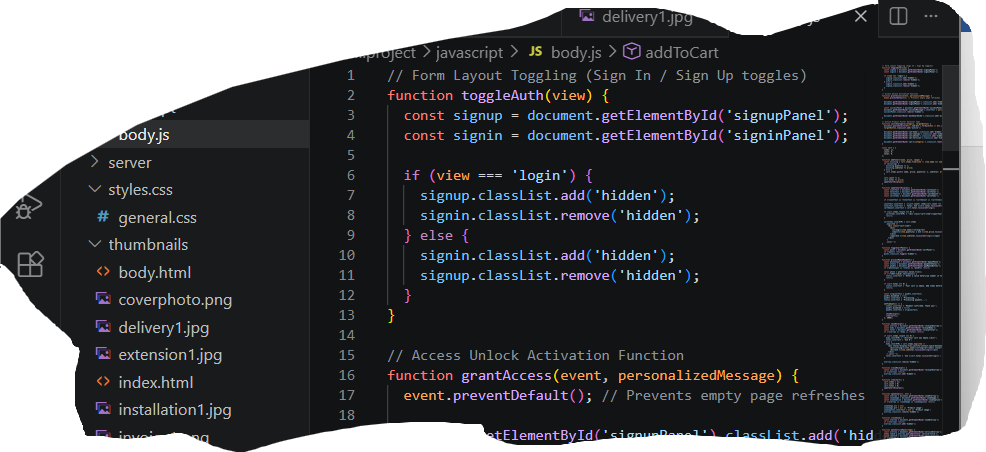 delivery1.jpg
project > javascript > JS body.js > addToCart
body.js
server
styles.css
# general.css
thumbnails
<> body.html
coverphoto.png
delivery1.jpg
extension1.jpg
<> index.html
installation1.jpg
1 // Form Layout Toggling (Sign In / Sign Up toggles)
2 function toggleAuth(view) {
3 const signup = document.getElementById('signupPanel');
4 const signin = document.getElementById('signinPanel');
5
6 if (view === 'login') {
7 signup.classList.add('hidden');
8 signin.classList.remove('hidden');
9 } else {
10 signin.classList.add('hidden');
11 signup.classList.remove('hidden');
12 }
13 }
14
15 // Access Unlock Activation Function
16 function grantAccess(event, personalizedMessage) {
17 event.preventDefault(); // Prevents empty page refreshes
18
etElementById('signupPanel').classList.add('hid